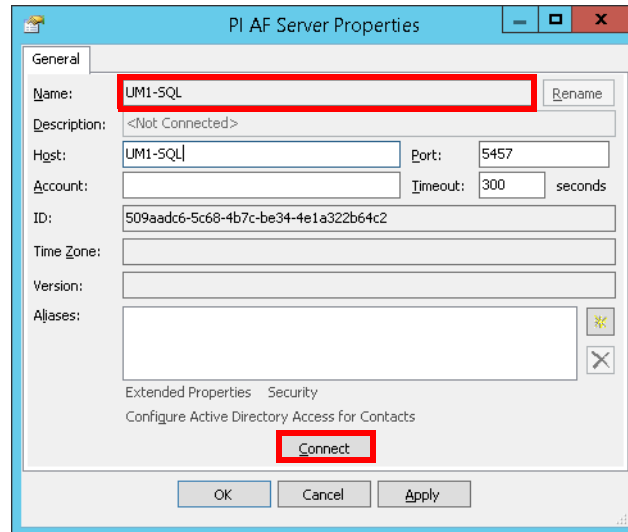 PI AF Server Properties
General
Name: UM1-SQL Rename
Description: <Not Connected>
Host: UM1-SQL Port: 5457
Account: Timeout: 300 seconds
ID: 509aadc6-5c68-4b7c-be34-4e1a322b64c2
Time Zone:
Version:
Aliases:
Extended Properties Security
Configure Active Directory Access for Contacts
Connect
OK Cancel Apply